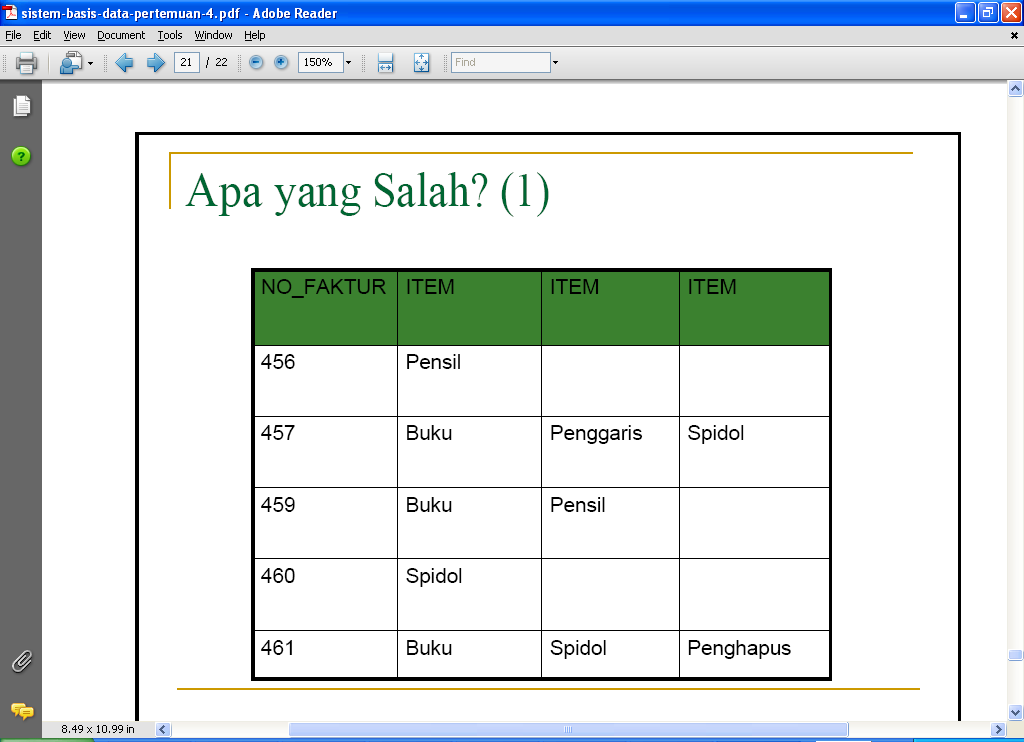 sistem-basis-data-pertemuan-4.pdf - Adobe Reader
File Edit View Document Tools Window Help
21 / 22 150% Find
Apa yang Salah? (1)
NO_FAKTUR ITEM ITEM ITEM
456 Pensil
457 Buku Penggaris Spidol
459 Buku Pensil
460 Spidol
461 Buku Spidol Penghapus
8.49 x 10.99 in